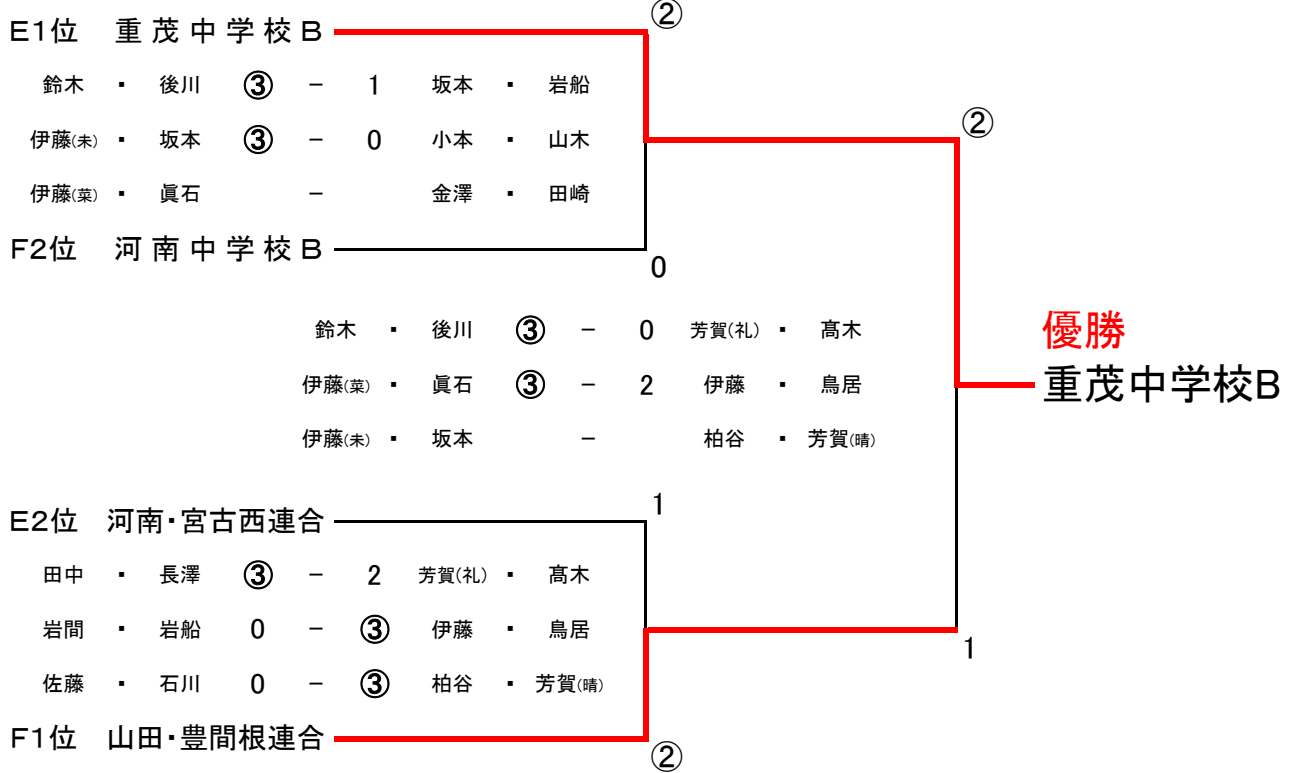 ②
E1位 重茂中学校B
鈴木 ・ 後川 ③ － 1 坂本 ・ 岩船
②
伊藤(未) ・ 坂本 ③ － 0 小本 ・ 山木
伊藤(菜) ・ 眞石 － 金澤 ・ 田崎
F2位 河南中学校B
0
鈴木 ・ 後川 ③ － 0 芳賀(礼) ・ 髙木
優勝
伊藤(菜) ・ 眞石 ③ － 2 伊藤 ・ 鳥居
重茂中学校B
伊藤(未) ・ 坂本 － 柏谷 ・ 芳賀(晴)
1
E2位 河南・宮古西連合
田中 ・ 長澤 ③ － 2 芳賀(礼) ・ 髙木
岩間 ・ 岩船 0 － ③ 伊藤 ・ 鳥居
1
佐藤 ・ 石川 0 － ③ 柏谷 ・ 芳賀(晴)
F1位 山田・豊間根連合
②